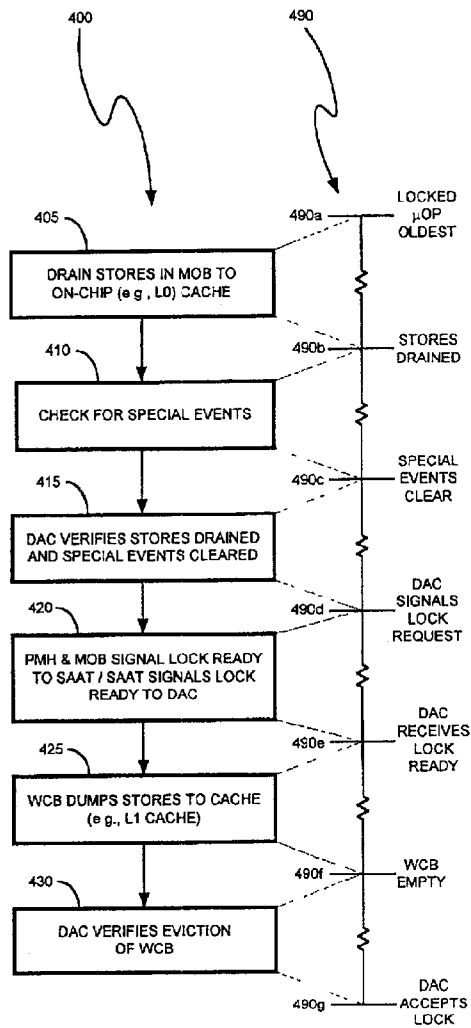 400
490
490a
LOCKED
µOP
OLDEST
405
DRAIN STORES IN MOB TO
ON-CHIP (e g , L0) CACHE
490b
STORES
DRAINED
410
CHECK FOR SPECIAL EVENTS
490c
SPECIAL
EVENTS
CLEAR
415
DAC VERIFIES STORES DRAINED
AND SPECIAL EVENTS CLEARED
490d
DAC
SIGNALS
LOCK
REQUEST
420
PMH & MOB SIGNAL LOCK READY
TO SAAT / SAAT SIGNALS LOCK
READY TO DAC
490e
DAC
RECEIVES
LOCK
READY
425
WCB DUMPS STORES TO CACHE
(e g., L1 CACHE)
490f
WCB
EMPTY
430
DAC VERIFIES EVICTION
OF WCB
490g
DAC
ACCEPTS
LOCK